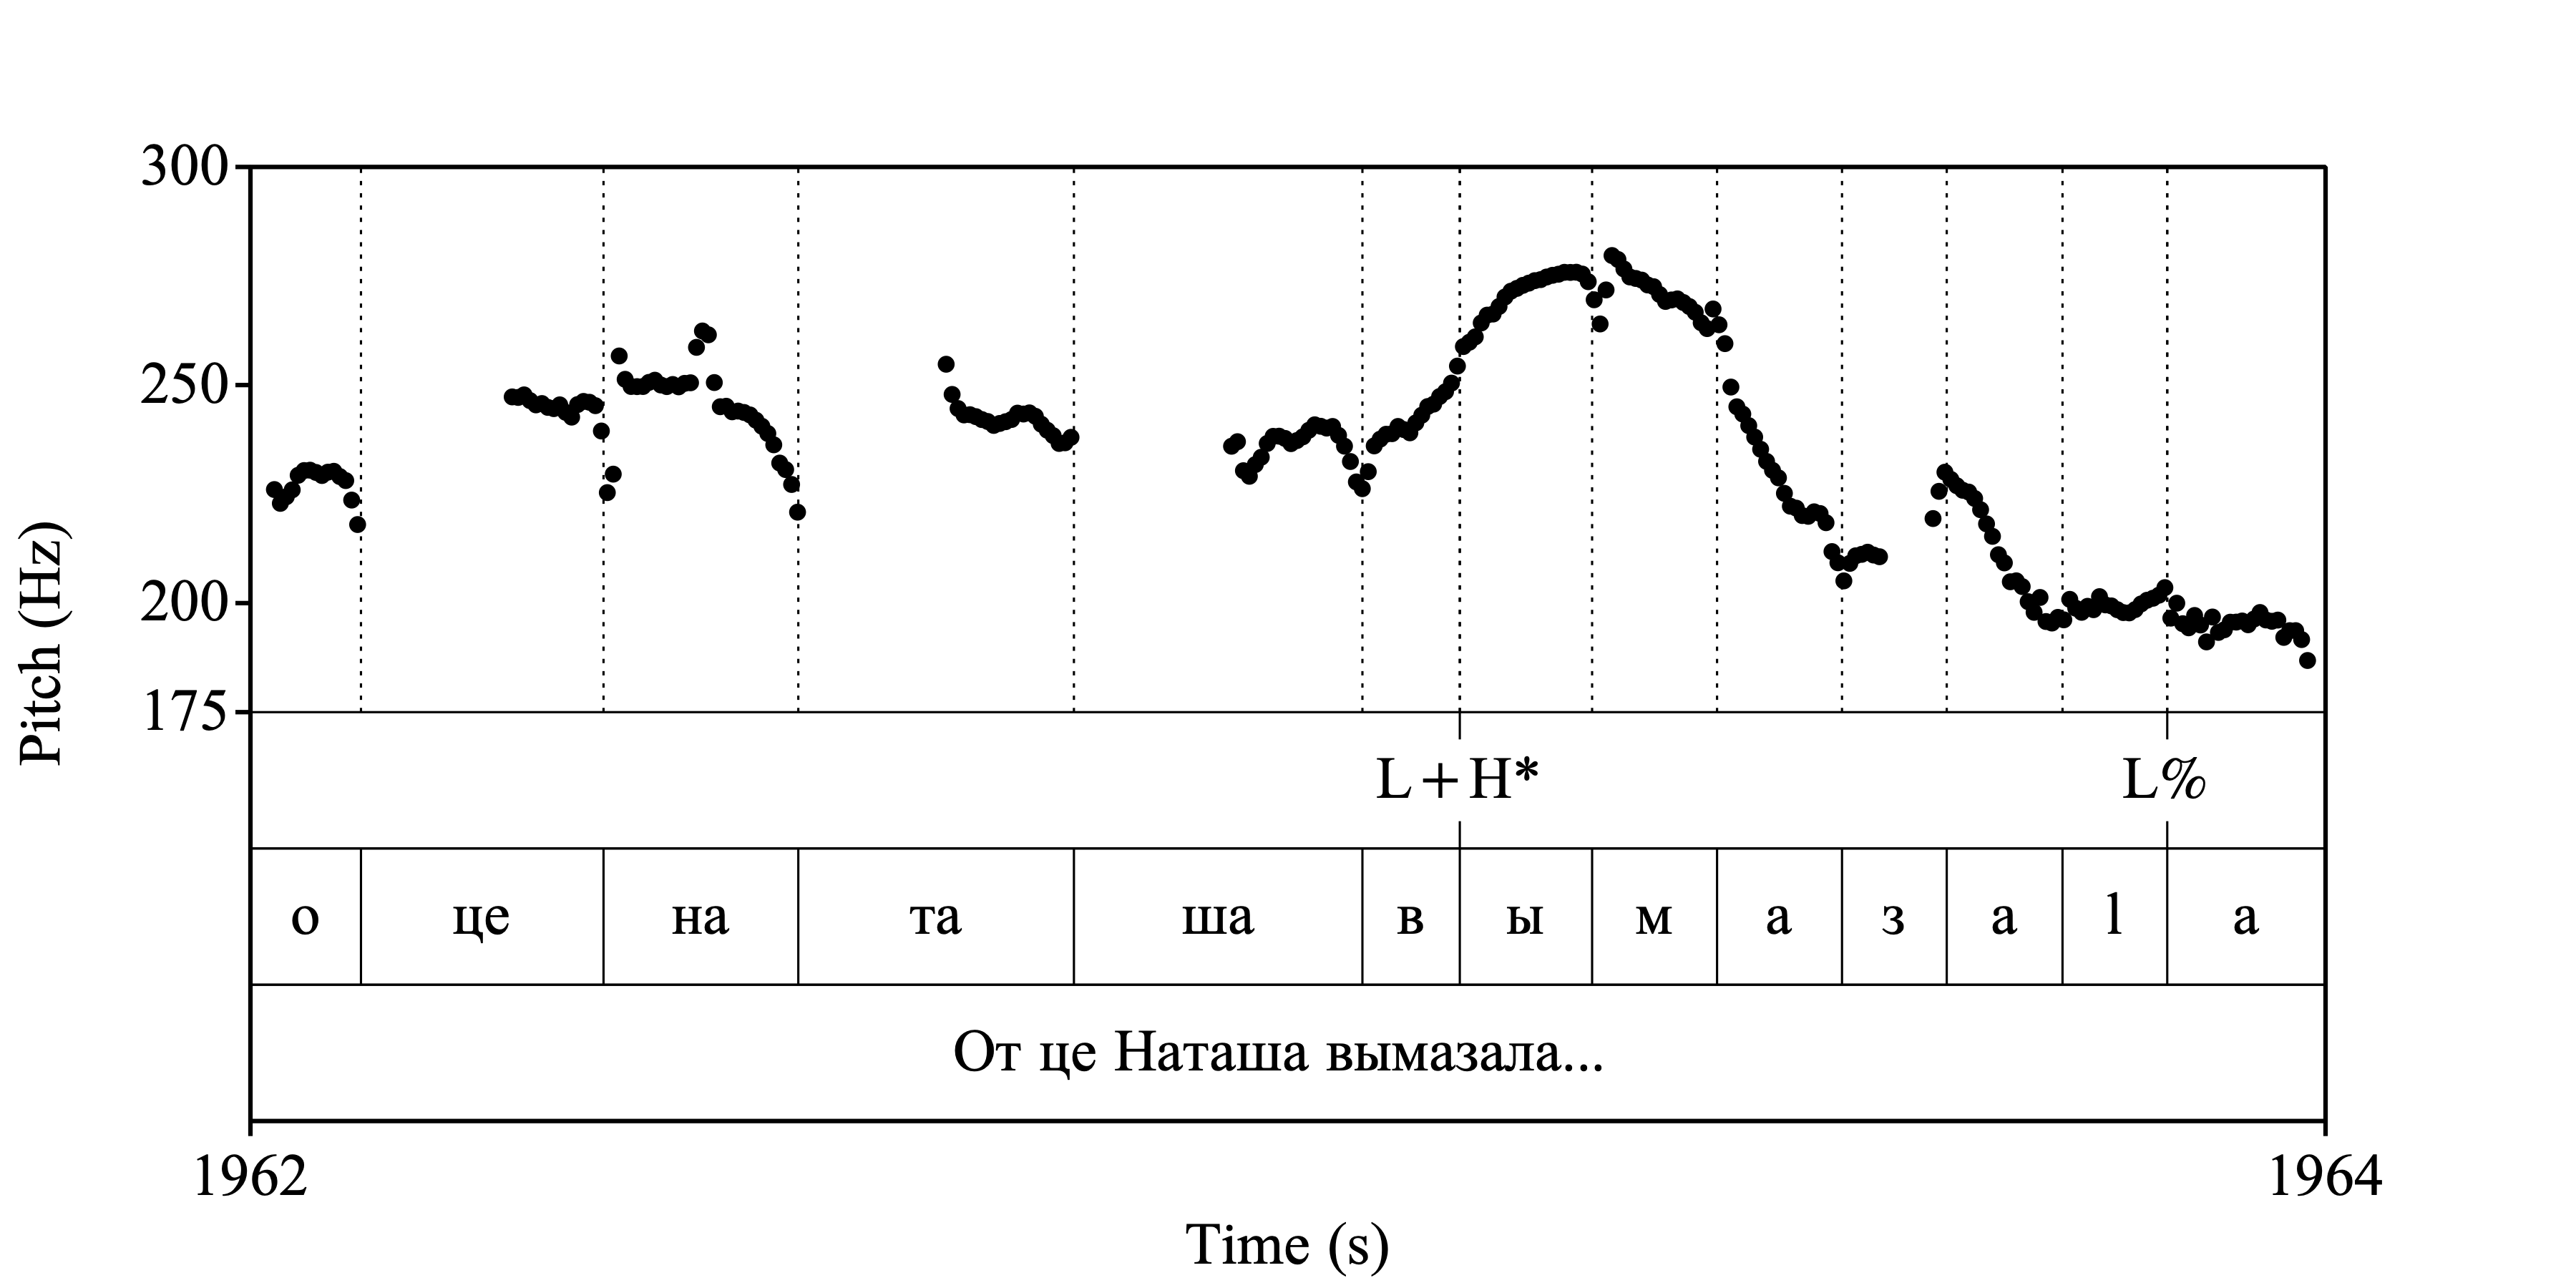 300
250
200
175
Pitch (Hz)
L+H* L%
о це на та ша в ы м а з а l а
От це Наташа вымазала...
1962 1964
Time (s)